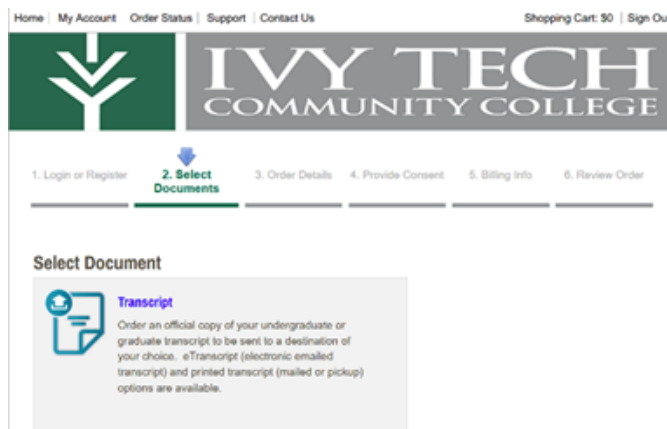 Home | My Account Order Status | Support | Contact Us Shopping Cart: $0 | Sign Ou
IVY TECH
COMMUNITY COLLEGE
1. Login or Register 2. Select Documents 3. Order Details 4. Provide Consent 5. Billing Info 6. Review Order
Select Document
Transcript
Order an official copy of your undergraduate or
graduate transcript to be sent to a destination of
your choice. eTranscript (electronic emailed
transcript) and printed transcript (mailed or pickup)
options are available.